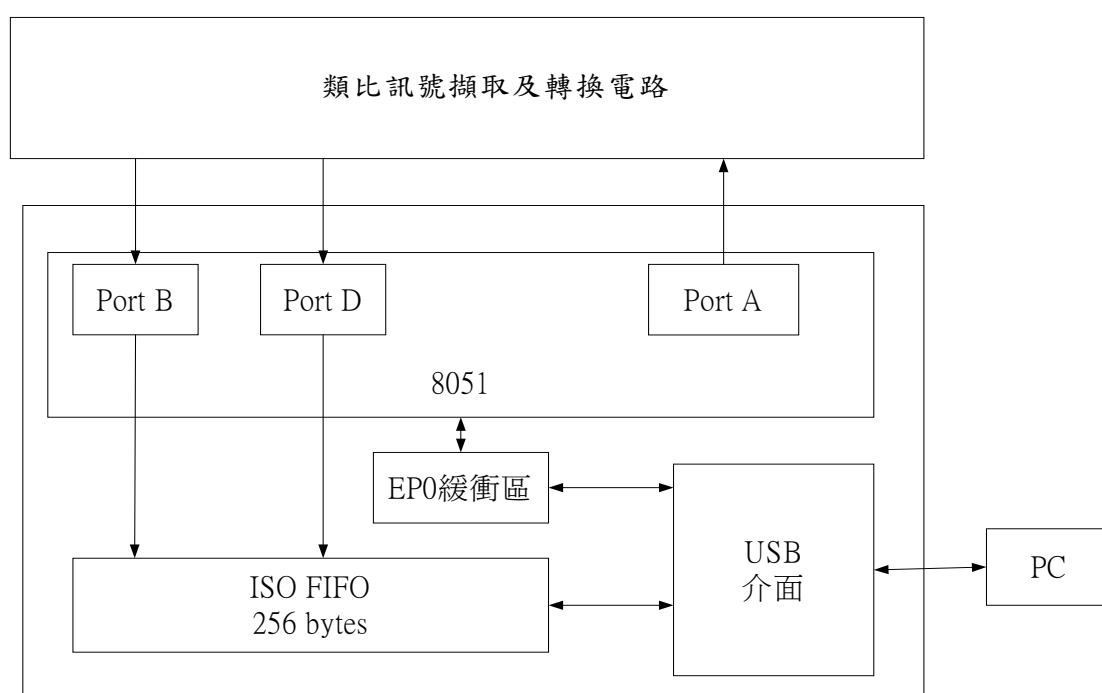 類比訊號擷取及轉換電路
Port B
Port D
Port A
8051
EP0緩衝區
USB
介面
PC
ISO FIFO
256 bytes